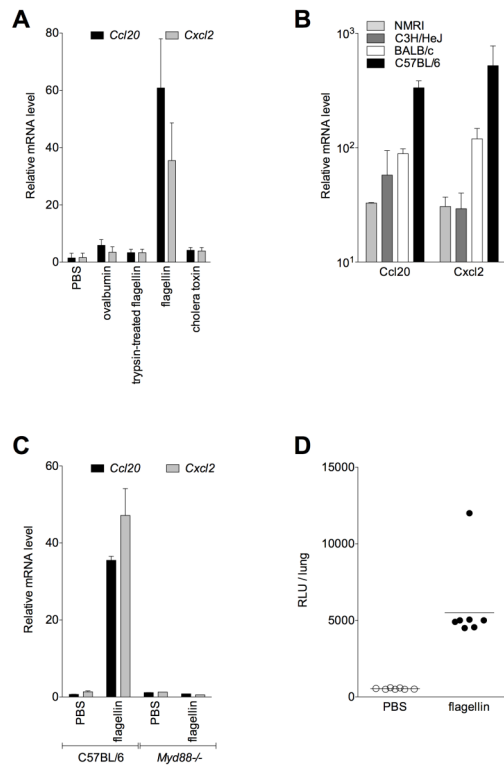 A
Ccl20 Cxcl2
Relative mRNA level
80
60
40
20
0
PBS
ovalbumin
trypsin-treated flagellin
flagellin
cholera toxin
B
NMRI
C3H/HeJ
BALB/c
C57BL/6
Relative mRNA level
10³
10²
10¹
Ccl20 Cxcl2
C
Ccl20 Cxcl2
Relative mRNA level
60
40
20
0
PBS
flagellin
PBS
flagellin
C57BL/6 Myd88-/-
D
RLU / lung
15000
10000
5000
0
PBS flagellin